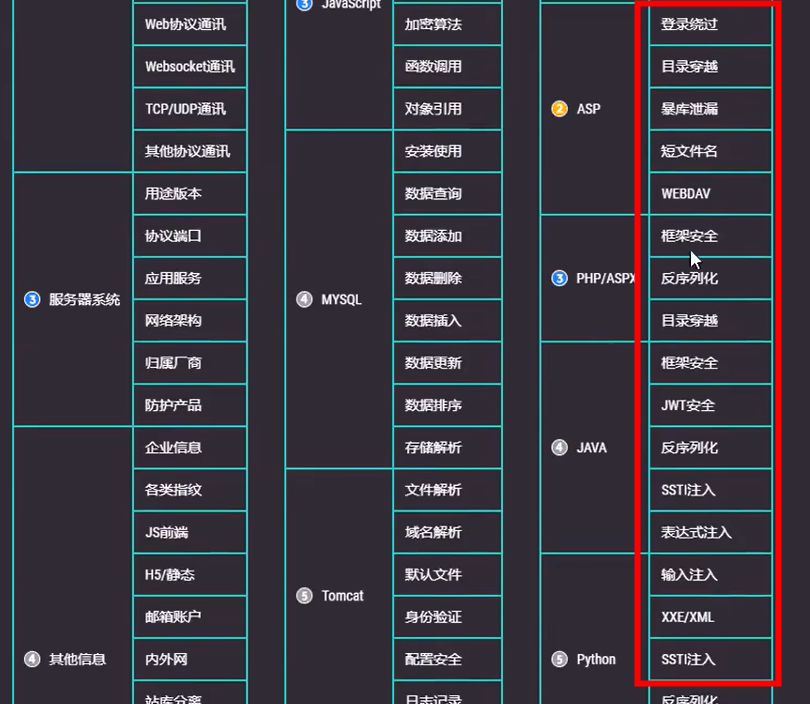 Web协议通讯
Websocket通讯
TCP/UDP通讯
其他协议通讯
3 服务器系统
用途版本
协议端口
应用服务
网络架构
归属厂商
防护产品
4 其他信息
企业信息
各类指纹
JS前端
H5/静态
邮箱账户
内外网
站库分离
3 JavaScript
加密算法
函数调用
对象引用
4 MYSQL
安装使用
数据查询
数据添加
数据删除
数据插入
数据更新
数据排序
存储解析
5 Tomcat
文件解析
域名解析
默认文件
身份验证
配置安全
日志记录
2 ASP
登录绕过
目录穿越
暴库泄漏
短文件名
WEBDAV
3 PHP/ASPX
框架安全
反序列化
目录穿越
4 JAVA
框架安全
JWT安全
反序列化
SSTI注入
表达式注入
5 Python
输入注入
XXE/XML
SSTI注入
反序列化